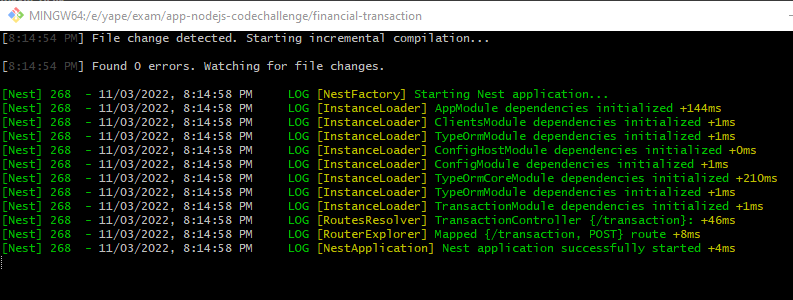 MINGW64:/e/yape/exam/app-nodejs-codechallenge/financial-transaction
[8:14:54 PM] File change detected. Starting incremental compilation...
[8:14:54 PM] Found 0 errors. Watching for file changes.
[Nest] 268  - 11/03/2022, 8:14:58 PM     LOG [NestFactory] Starting Nest application...
[Nest] 268  - 11/03/2022, 8:14:58 PM     LOG [InstanceLoader] AppModule dependencies initialized +144ms
[Nest] 268  - 11/03/2022, 8:14:58 PM     LOG [InstanceLoader] ClientsModule dependencies initialized +1ms
[Nest] 268  - 11/03/2022, 8:14:58 PM     LOG [InstanceLoader] TypeOrmModule dependencies initialized +1ms
[Nest] 268  - 11/03/2022, 8:14:58 PM     LOG [InstanceLoader] ConfigHostModule dependencies initialized +0ms
[Nest] 268  - 11/03/2022, 8:14:58 PM     LOG [InstanceLoader] ConfigModule dependencies initialized +1ms
[Nest] 268  - 11/03/2022, 8:14:58 PM     LOG [InstanceLoader] TypeOrmCoreModule dependencies initialized +210ms
[Nest] 268  - 11/03/2022, 8:14:58 PM     LOG [InstanceLoader] TypeOrmModule dependencies initialized +1ms
[Nest] 268  - 11/03/2022, 8:14:58 PM     LOG [InstanceLoader] TransactionModule dependencies initialized +1ms
[Nest] 268  - 11/03/2022, 8:14:58 PM     LOG [RoutesResolver] TransactionController {/transaction}: +46ms
[Nest] 268  - 11/03/2022, 8:14:58 PM     LOG [RouterExplorer] Mapped {/transaction, POST} route +8ms
[Nest] 268  - 11/03/2022, 8:14:58 PM     LOG [NestApplication] Nest application successfully started +4ms